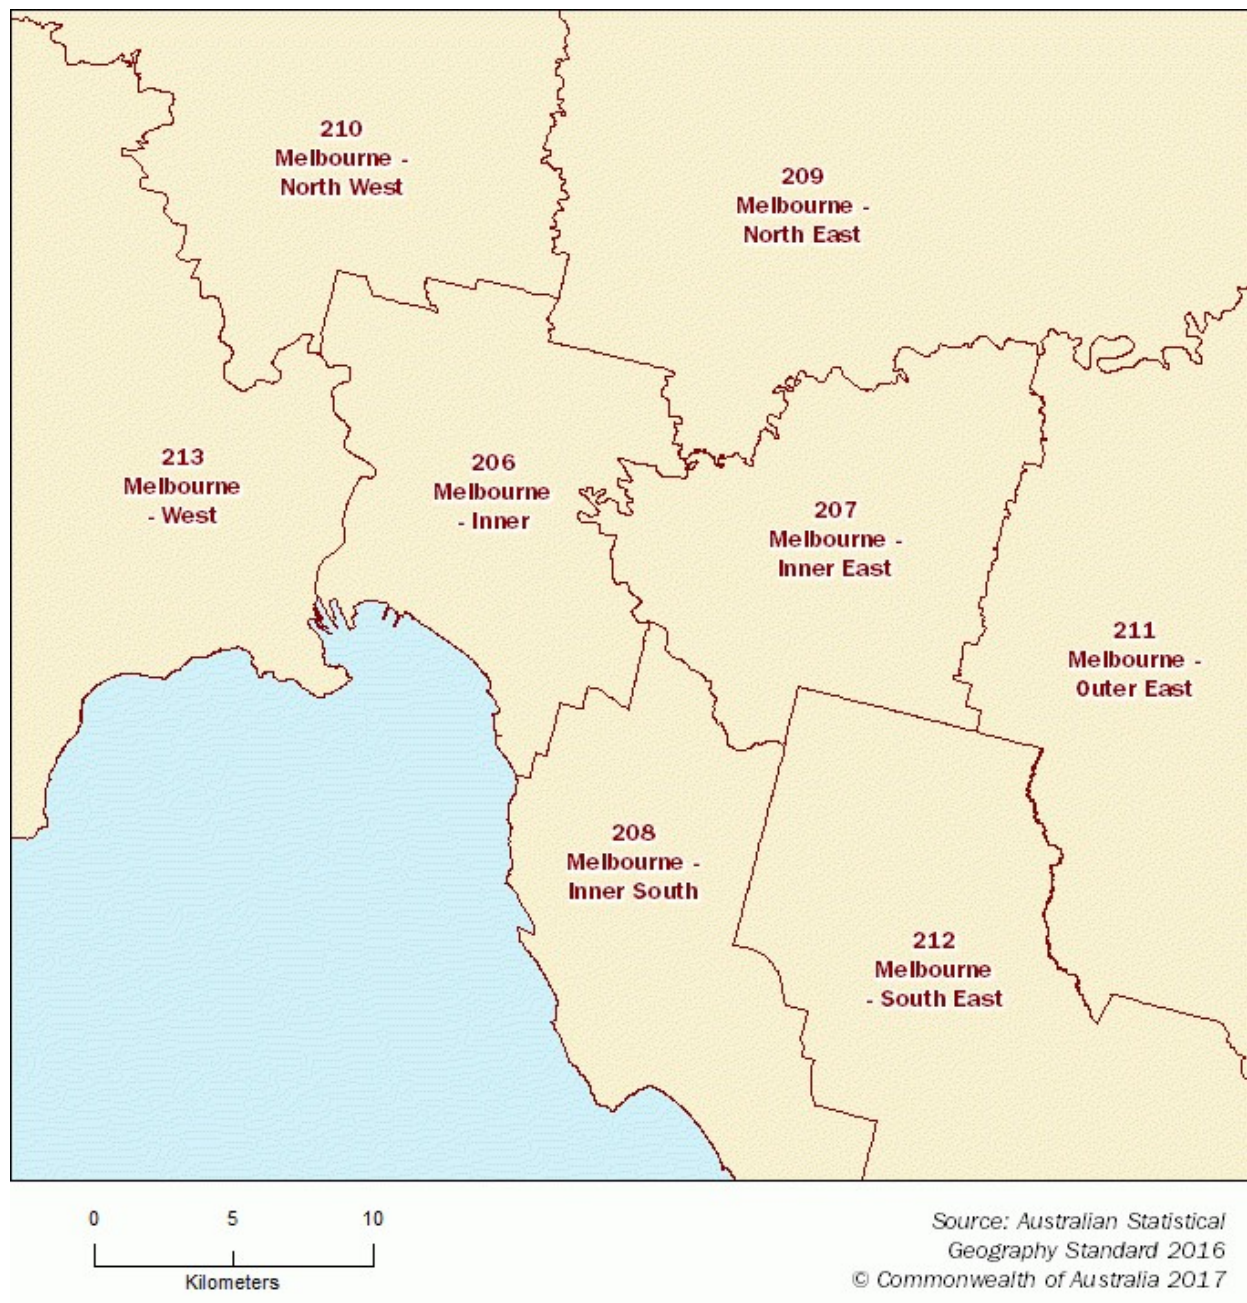 210
Melbourne -
North West
209
Melbourne -
North East
213
Melbourne
- West
206
Melbourne
- Inner
207
Melbourne -
Inner East
211
Melbourne -
Outer East
208
Melbourne -
Inner South
212
Melbourne
- South East
0 5 10
Kilometers
Source: Australian Statistical
Geography Standard 2016
© Commonwealth of Australia 2017